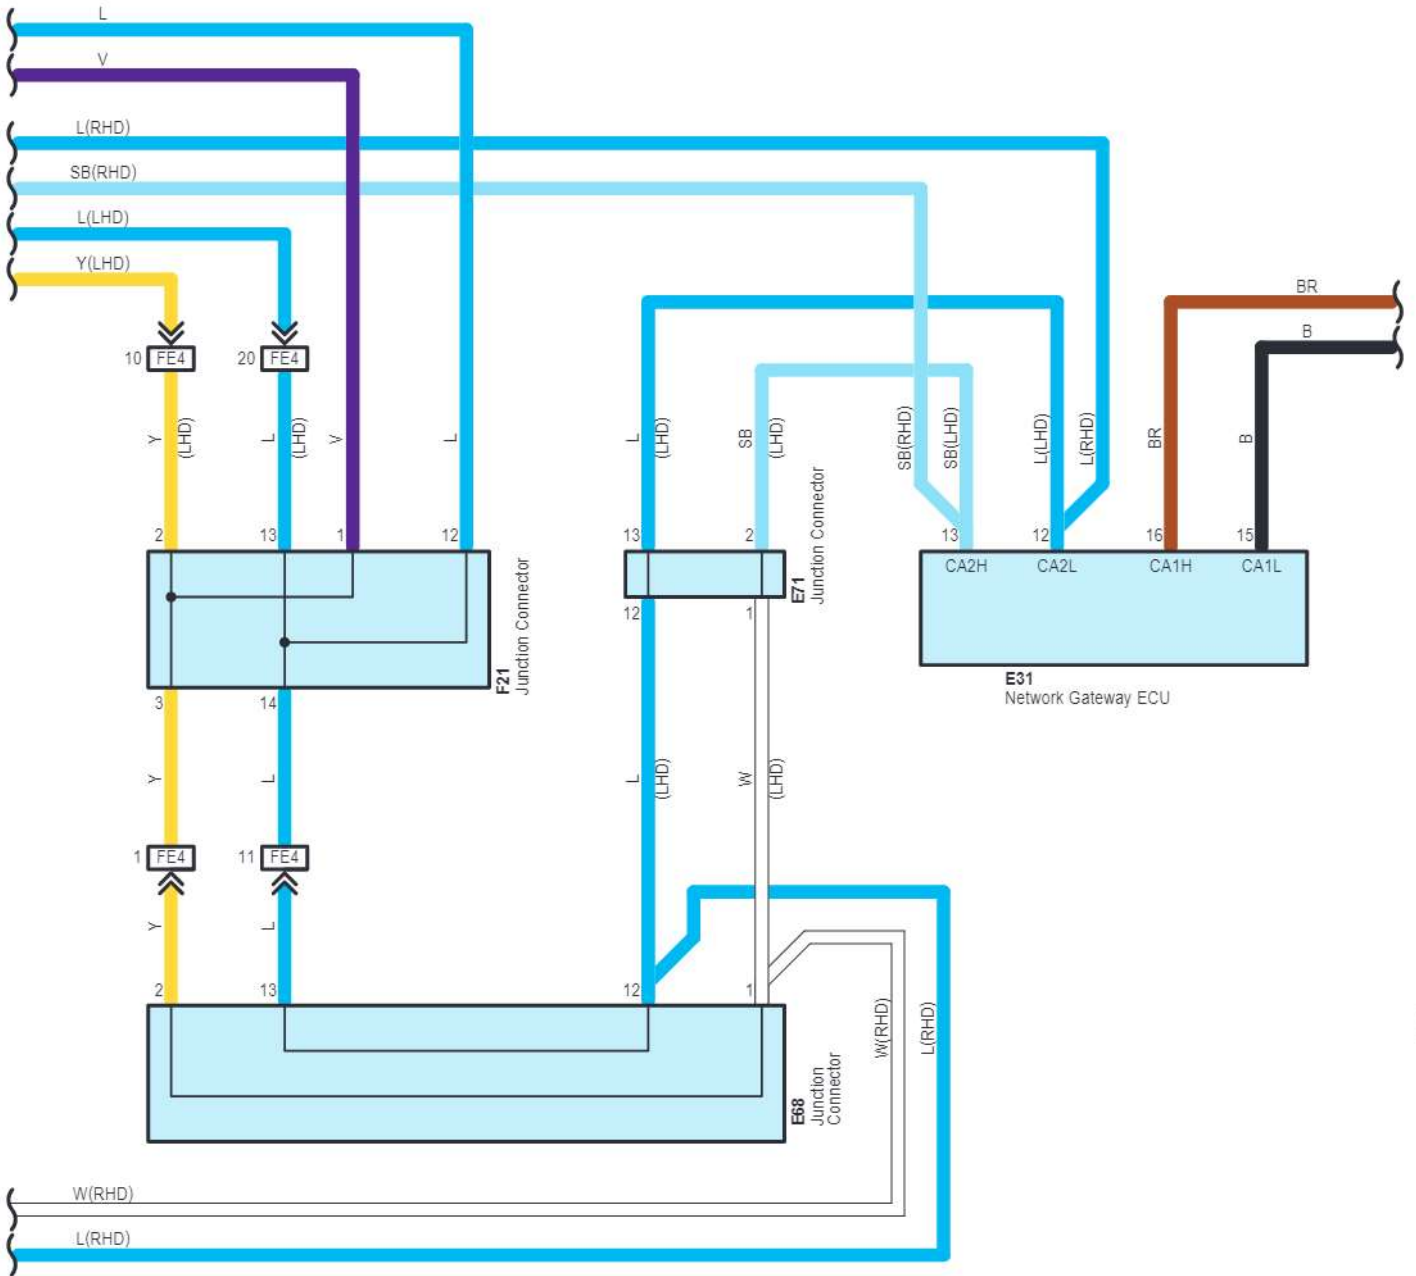 L
V
L(RHD)
SB(RHD)
L(LHD)
Y(LHD)
BR
B
10 FE4
20 FE4
Y
(LHD)
L
(LHD)
V
L
L
(LHD)
SB
(LHD)
SB(RHD)
SB(LHD)
L(LHD)
L(RHD)
BR
B
2
13
1
12
13
2
13
12
16
15
CA2H
CA2L
CA1H
CA1L
F21
Junction Connector
E71
Junction Connector
12
1
E31
Network Gateway ECU
3
14
Y
L
L
(LHD)
W
(LHD)
1 FE4
11 FE4
Y
L
2
13
12
1
W(RHD)
L(RHD)
E68
Junction
Connector
W(RHD)
L(RHD)